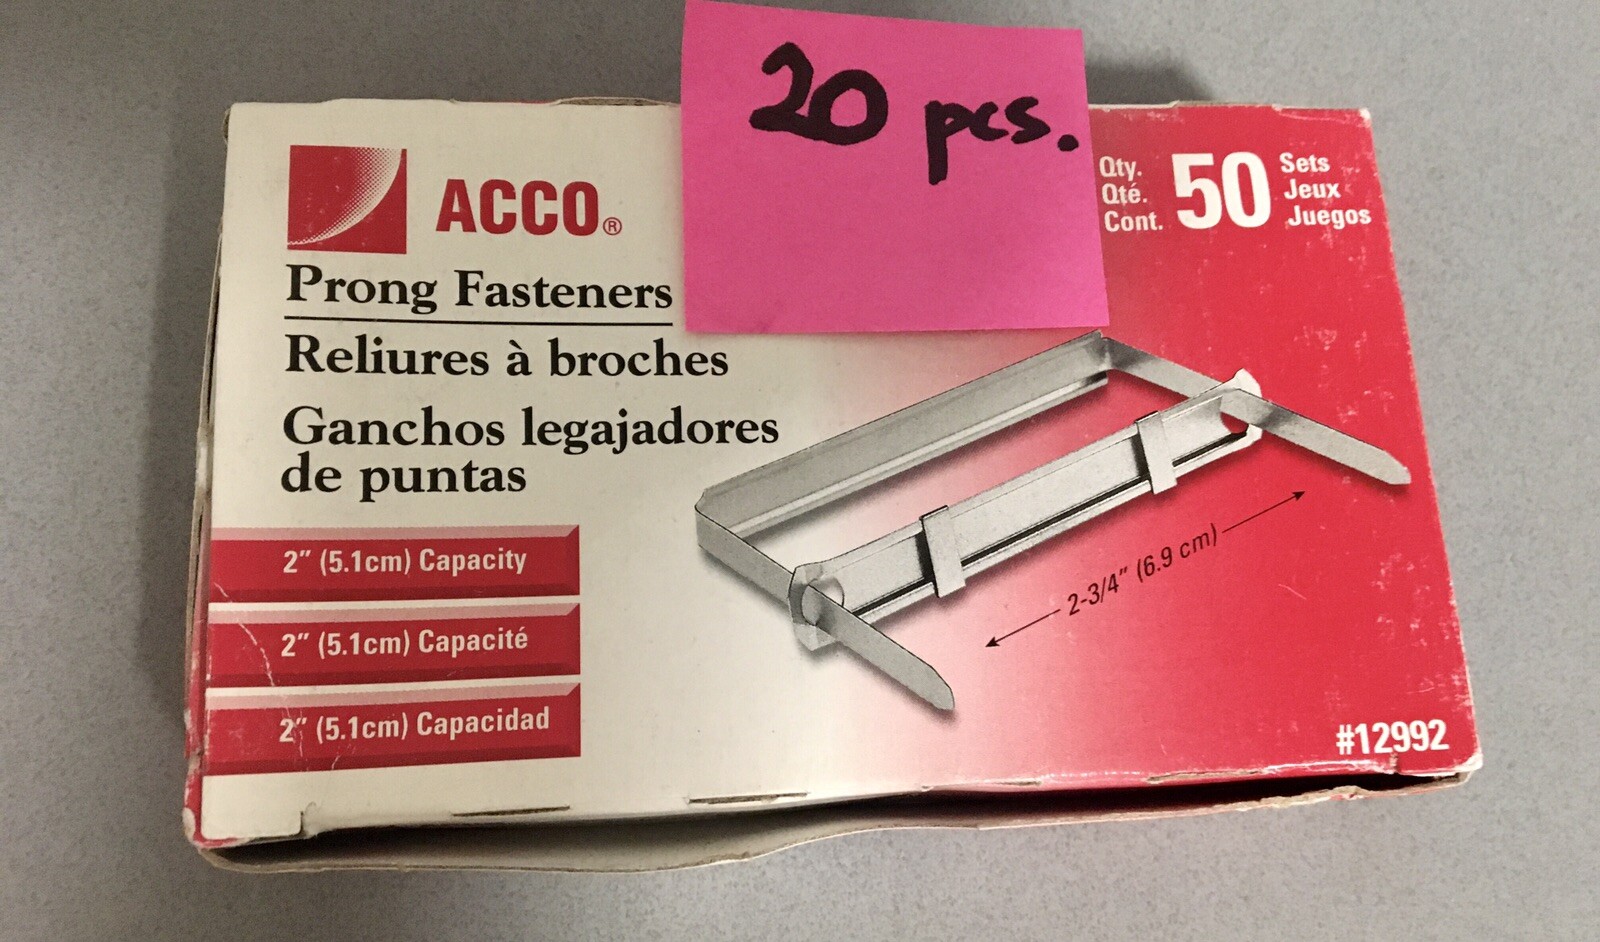 20 pcs.
ACCO®
Prong Fasteners
Reliures à broches
Ganchos legajadores
de puntas
2" (5.1cm) Capacity
2" (5.1cm) Capacité
2" (5.1cm) Capacidad
Qty.
Qté.
Cont.
50
Sets
Jeux
Juegos
2-3/4" (6.9 cm)
#12992